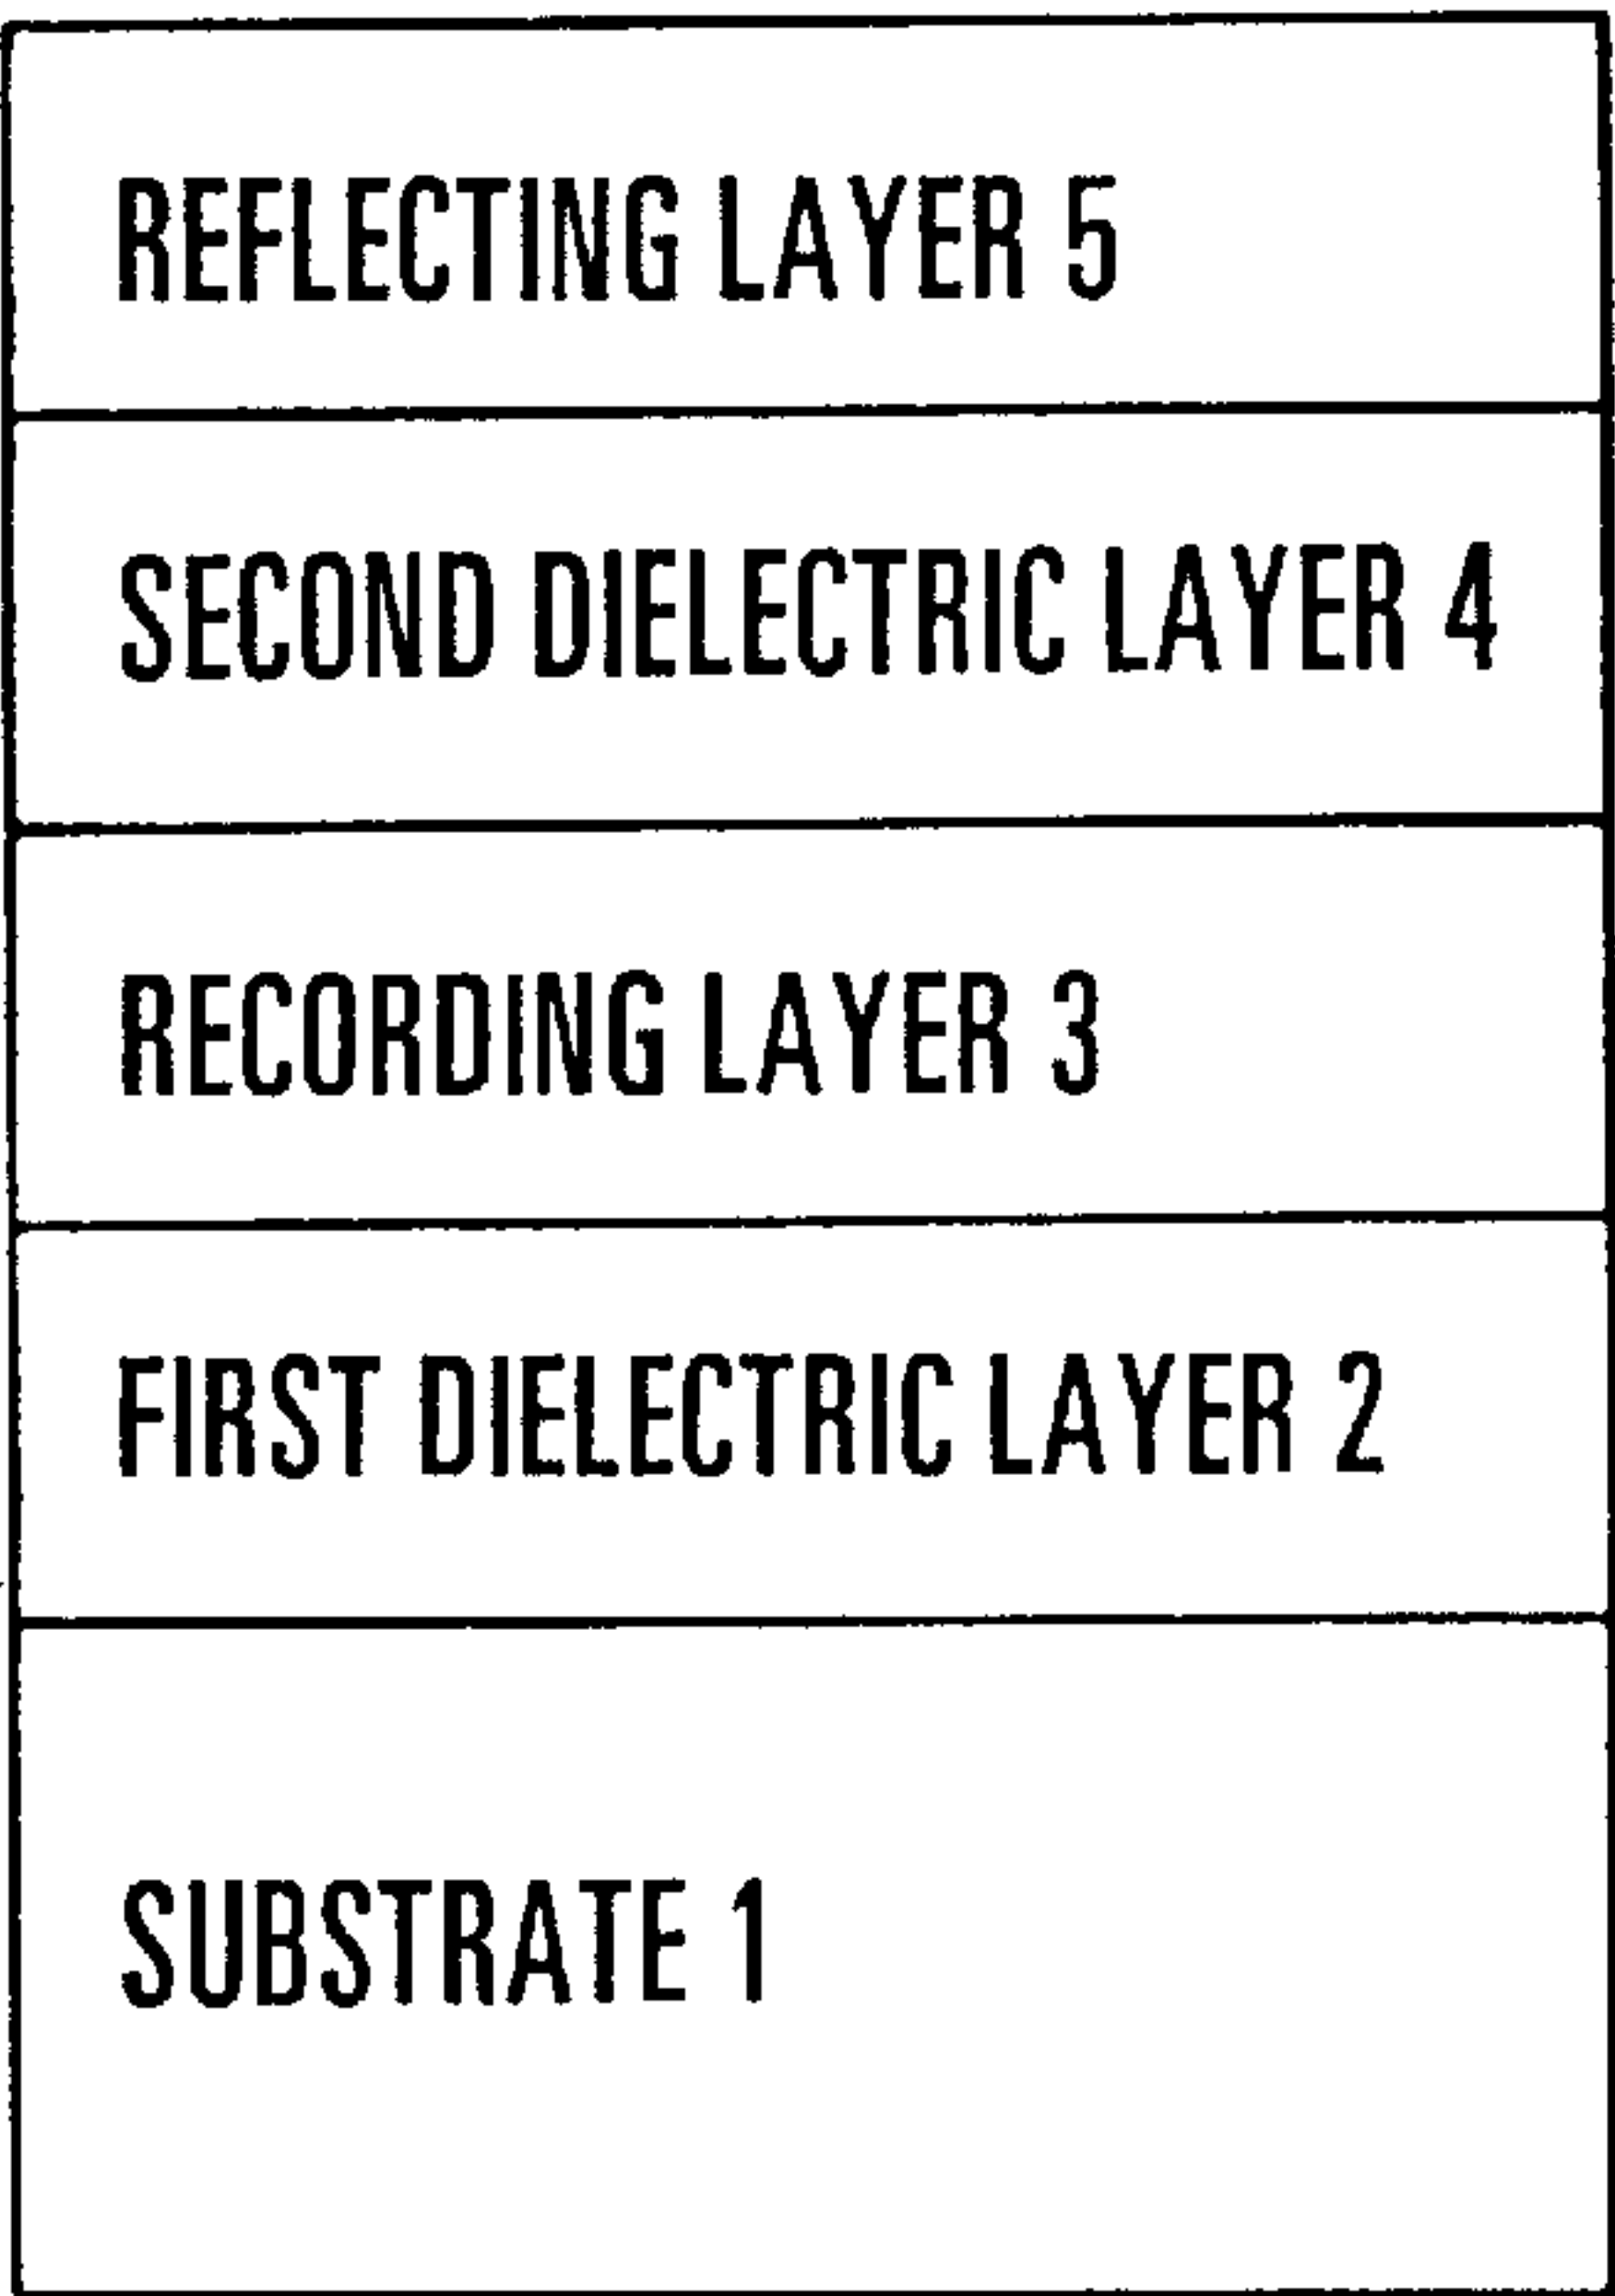 REFLECTING LAYER 5
SECOND DIELECTRIC LAYER 4
RECORDING LAYER 3
FIRST DIELECTRIC LAYER 2
SUBSTRATE 1